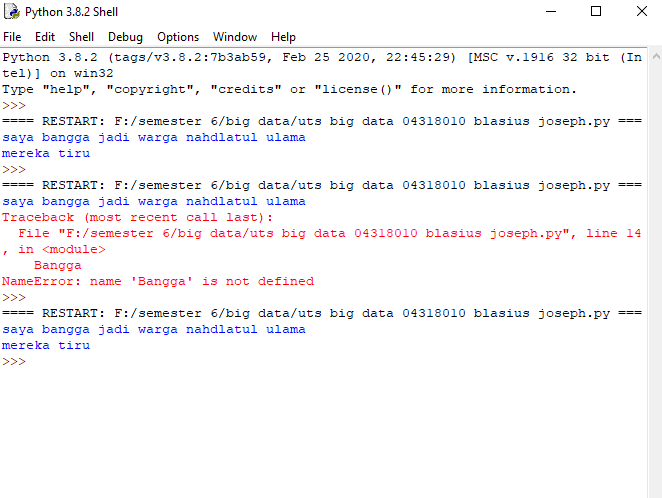 Python 3.8.2 Shell
File Edit Shell Debug Options Window Help
Python 3.8.2 (tags/v3.8.2:7b3ab59, Feb 25 2020, 22:45:29) [MSC v.1916 32 bit (In
tel)] on win32
Type "help", "copyright", "credits" or "license()" for more information.
>>>
==== RESTART: F:/semester 6/big data/uts big data 04318010 blasius joseph.py ===
saya bangga jadi warga nahdlatul ulama
mereka tiru
>>>
==== RESTART: F:/semester 6/big data/uts big data 04318010 blasius joseph.py ===
saya bangga jadi warga nahdlatul ulama
Traceback (most recent call last):
  File "F:/semester 6/big data/uts big data 04318010 blasius joseph.py", line 14
, in <module>
    Bangga
NameError: name 'Bangga' is not defined
>>>
==== RESTART: F:/semester 6/big data/uts big data 04318010 blasius joseph.py ===
saya bangga jadi warga nahdlatul ulama
mereka tiru
>>>